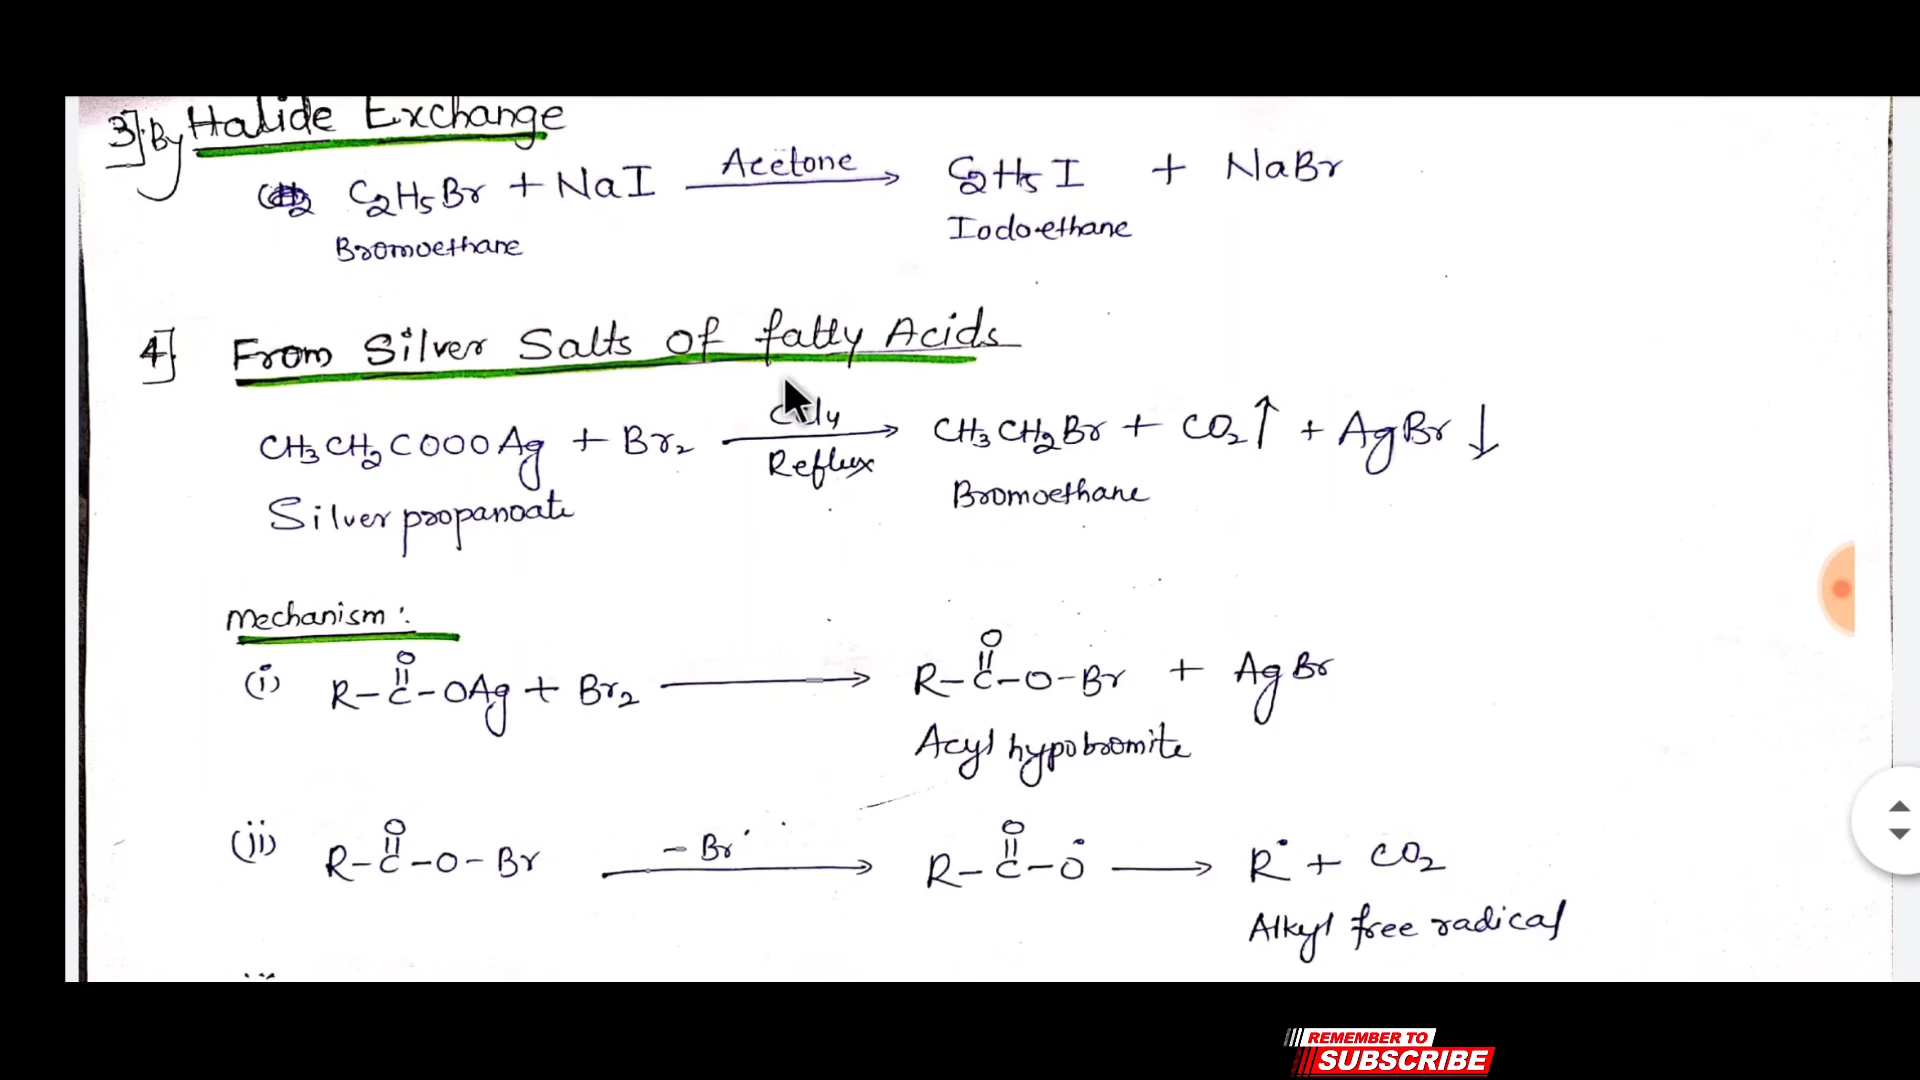 3]. By Halide Exchange
C2H5Br + NaI Acetone → C2H5I + NaBr
Bromoethane Iodoethane
4] From Silver Salts of fatty Acids
CH3CH2COOOAg + Br2 → CH3CH2Br + CO2↑ + AgBr↓
Reflux
Silver propanoate Bromoethane
Mechanism :
(i) R-C-OAg + Br2 → R-C-O-Br + AgBr
O O
Acyl hypobromite
(ii) R-C-O-Br -Br˙ → R-C-O˙ → R˙ + CO2
O O
Alkyl free radical
REMEMBER TO
SUBSCRIBE